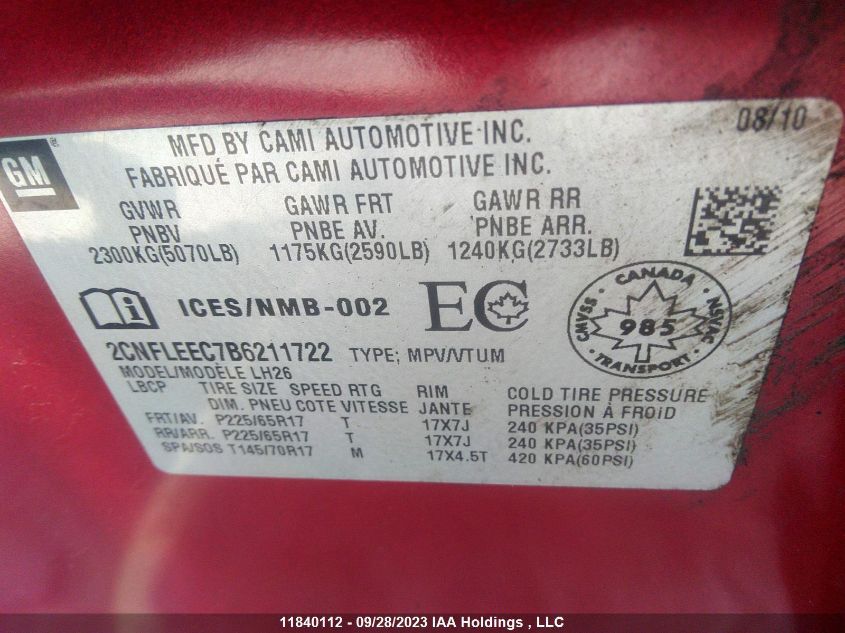 08/10
GM
MFD BY CAMI AUTOMOTIVE INC.
FABRIQUÉ PAR CAMI AUTOMOTIVE INC.
GVWR GAWR FRT GAWR RR
PNBV PNBE AV. PNBE ARR.
2300KG(5070LB) 1175KG(2590LB) 1240KG(2733LB)
i ICES/NMB-002 EC
CANADA
CMVSS 985 NSVAC
TRANSPORT
2CNFLEEC7B6211722 TYPE; MPV/VTUM
MODEL/MODÈLE LH26
LBCP TIRE SIZE SPEED RTG RIM COLD TIRE PRESSURE
DIM. PNEU COTE VITESSE JANTE PRESSION À FROID
FRT/AV. P225/65R17 T 17X7J 240 KPA(35PSI)
RR/ARR. P225/65R17 T 17X7J 240 KPA(35PSI)
SPA/SOS T145/70R17 M 17X4.5T 420 KPA(60PSI)
11840112 - 09/28/2023 IAA Holdings , LLC